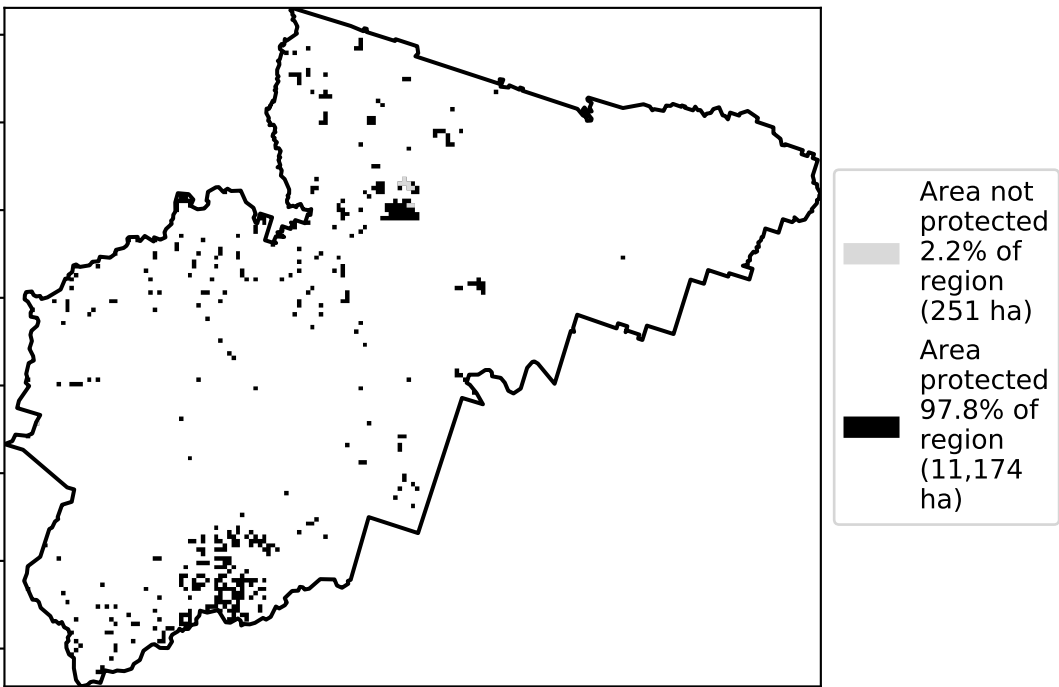 Area not
protected
2.2% of
region
(251 ha)
Area
protected
97.8% of
region
(11,174
ha)